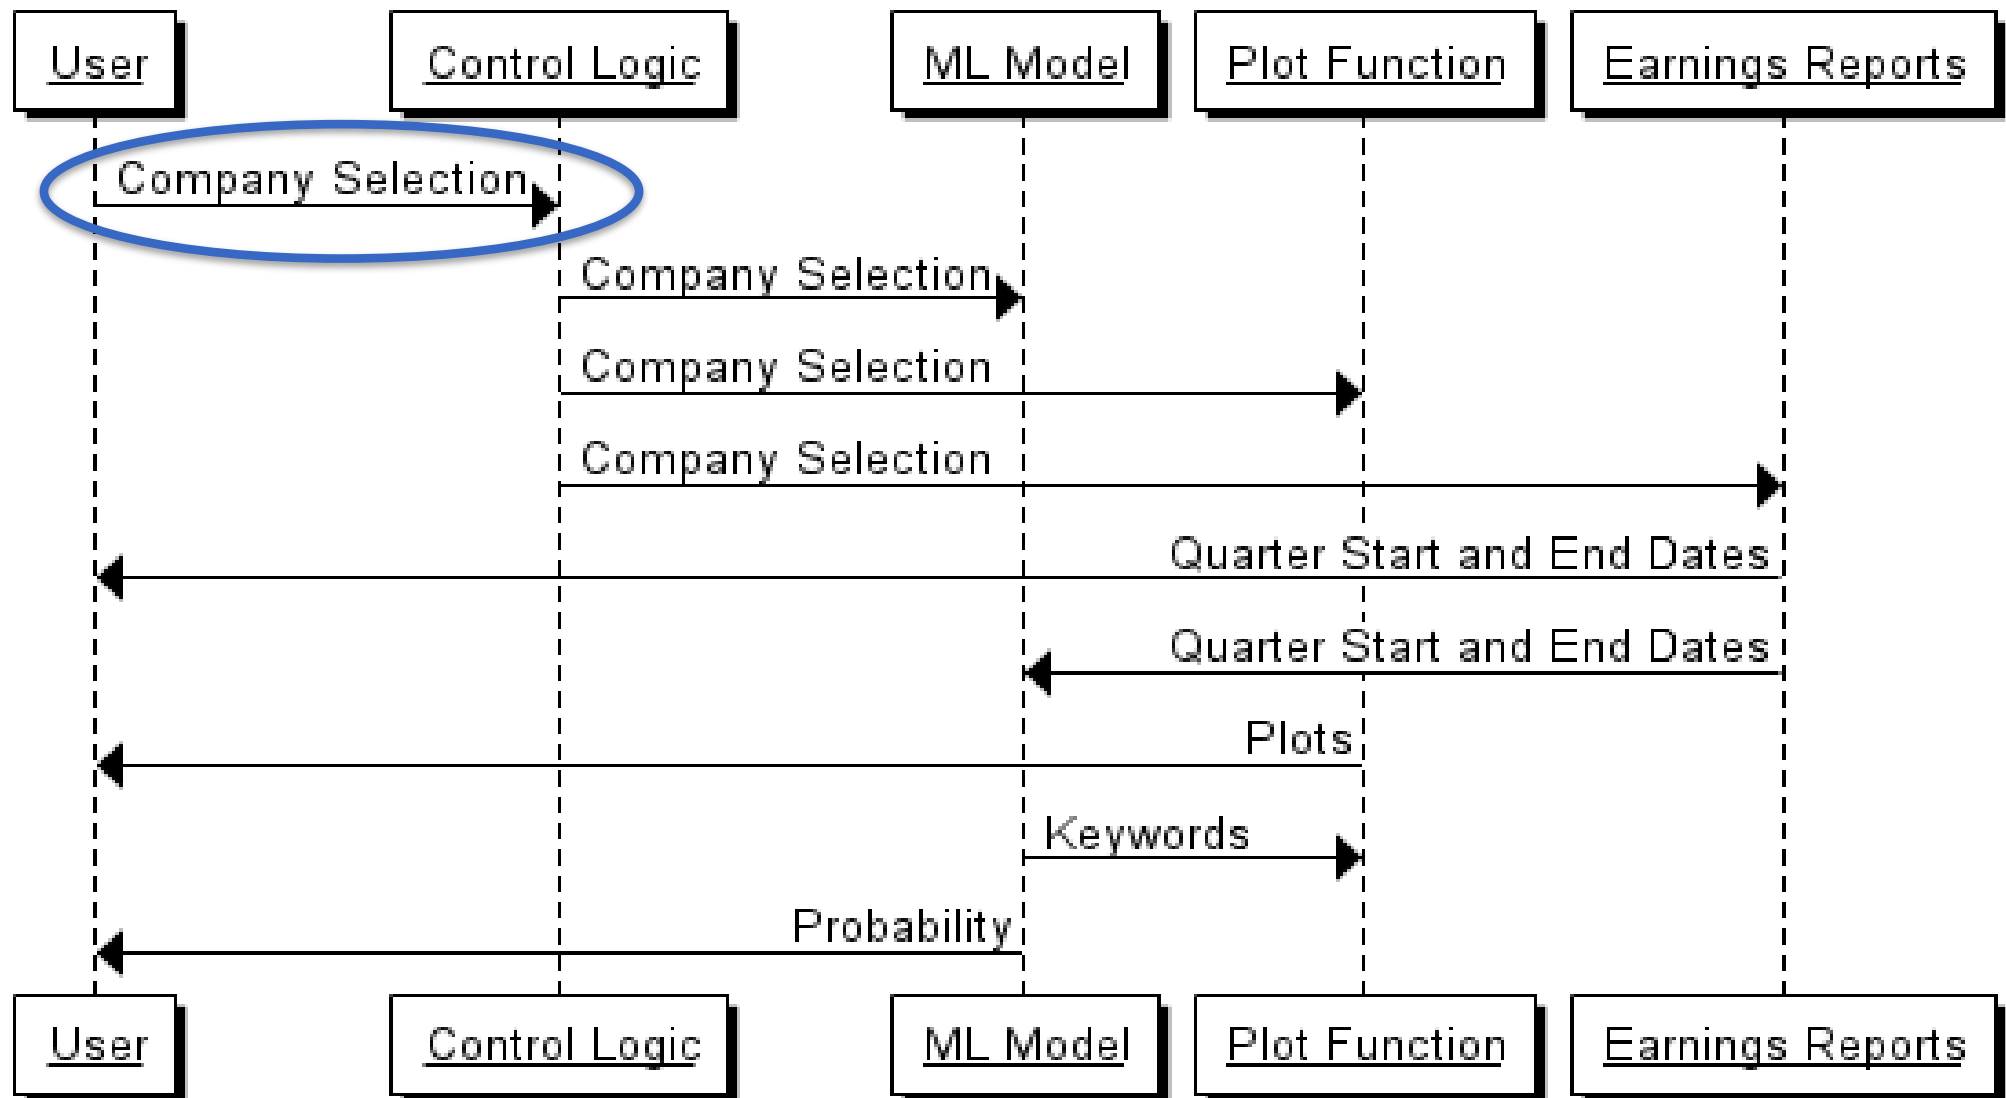 User
Control Logic
ML Model
Plot Function
Earnings Reports
Company Selection
Company Selection
Company Selection
Company Selection
Quarter Start and End Dates
Quarter Start and End Dates
Plots
Keywords
Probability
User
Control Logic
ML Model
Plot Function
Earnings Reports